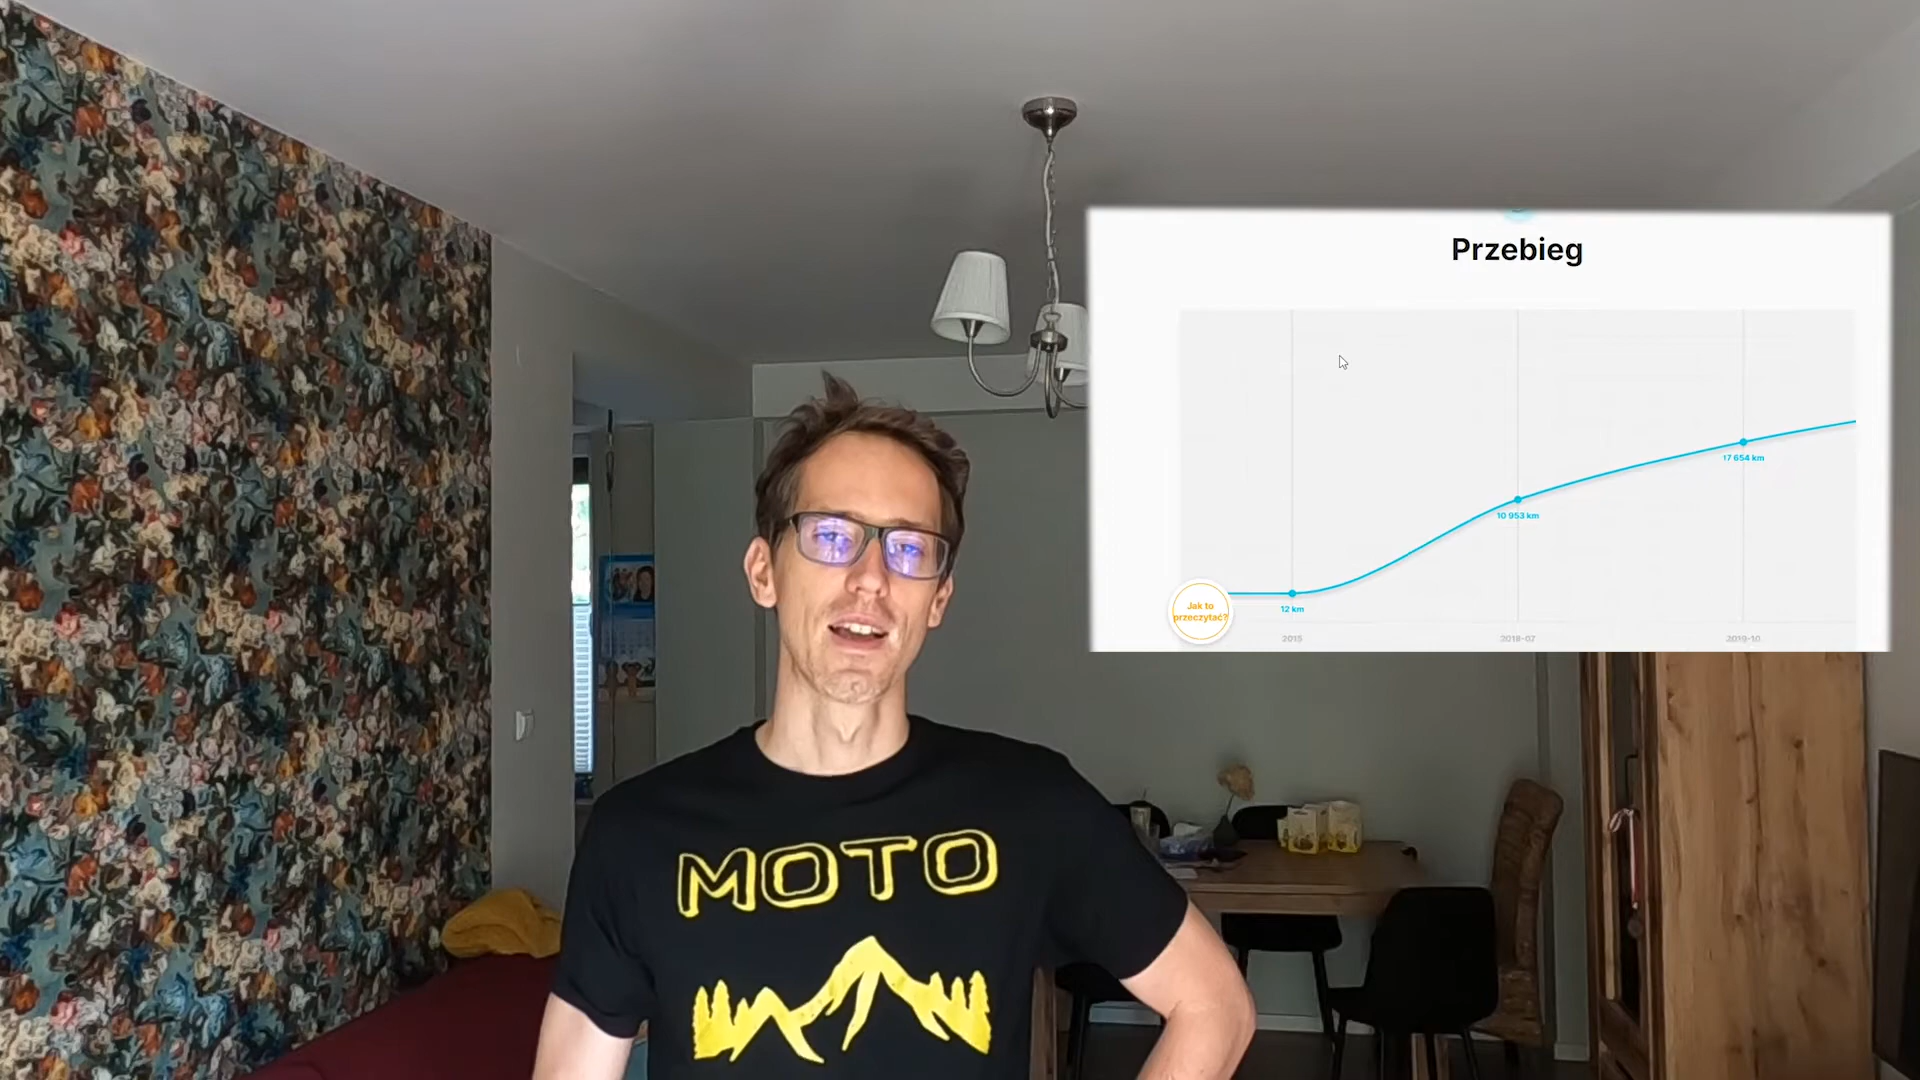 Przebieg
17 654 km
10 953 km
12 km
Jak to
przeczytać?
2015
2018-07
2019-10
MOTO